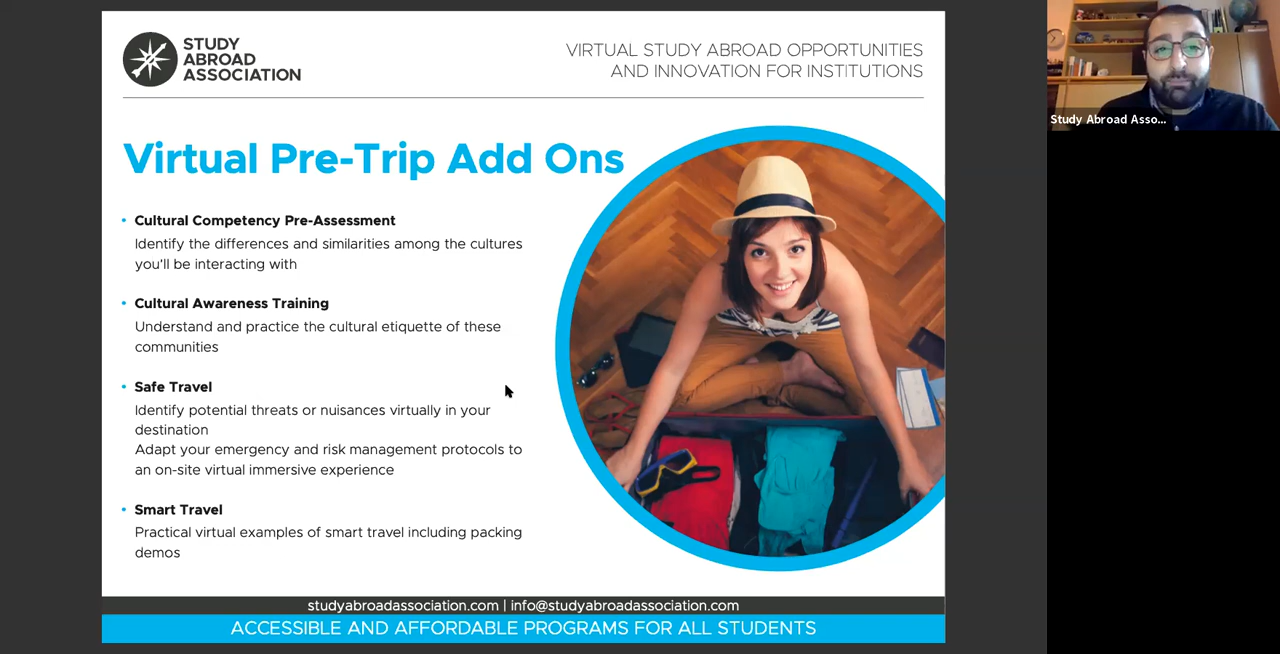 STUDY
ABROAD
ASSOCIATION
VIRTUAL STUDY ABROAD OPPORTUNITIES
AND INNOVATION FOR INSTITUTIONS
Virtual Pre-Trip Add Ons
• Cultural Competency Pre-Assessment
Identify the differences and similarities among the cultures
you'll be interacting with
• Cultural Awareness Training
Understand and practice the cultural etiquette of these
communities
• Safe Travel
Identify potential threats or nuisances virtually in your
destination
Adapt your emergency and risk management protocols to
an on-site virtual immersive experience
• Smart Travel
Practical virtual examples of smart travel including packing
demos
studyabroadassociation.com | info@studyabroadassociation.com
ACCESSIBLE AND AFFORDABLE PROGRAMS FOR ALL STUDENTS
Study Abroad Asso...